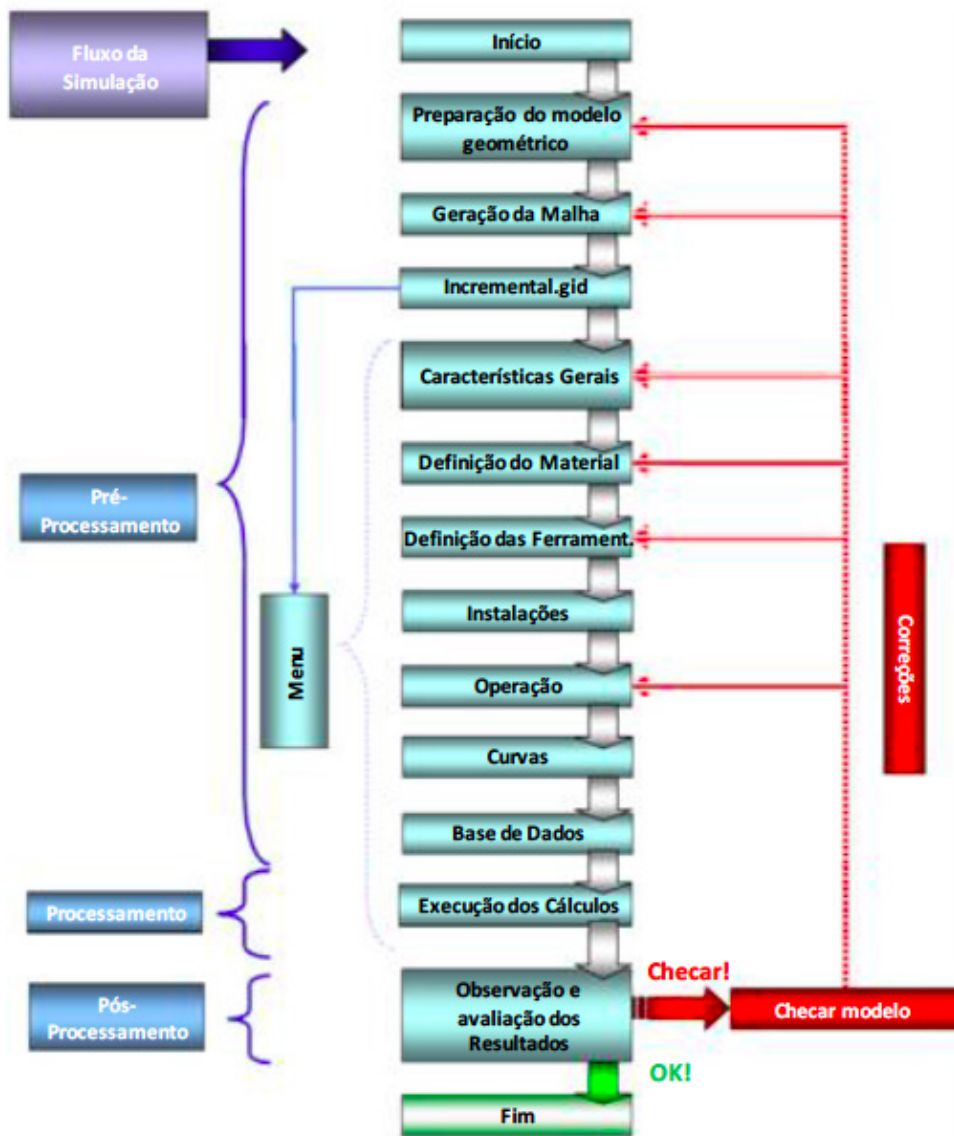 Fluxo da
Simulação
Início
Preparação do modelo
geométrico
Geração da Malha
Incremental.gid
Características Gerais
Definição do Material
Pré-
Processamento
Definição das Ferrament.
Instalações
Menu
Correções
Operação
Curvas
Base de Dados
Processamento
Execução dos Cálculos
Pós-
Processamento
Observação e
avaliação dos
Resultados
Checar!
Checar modelo
OK!
Fim